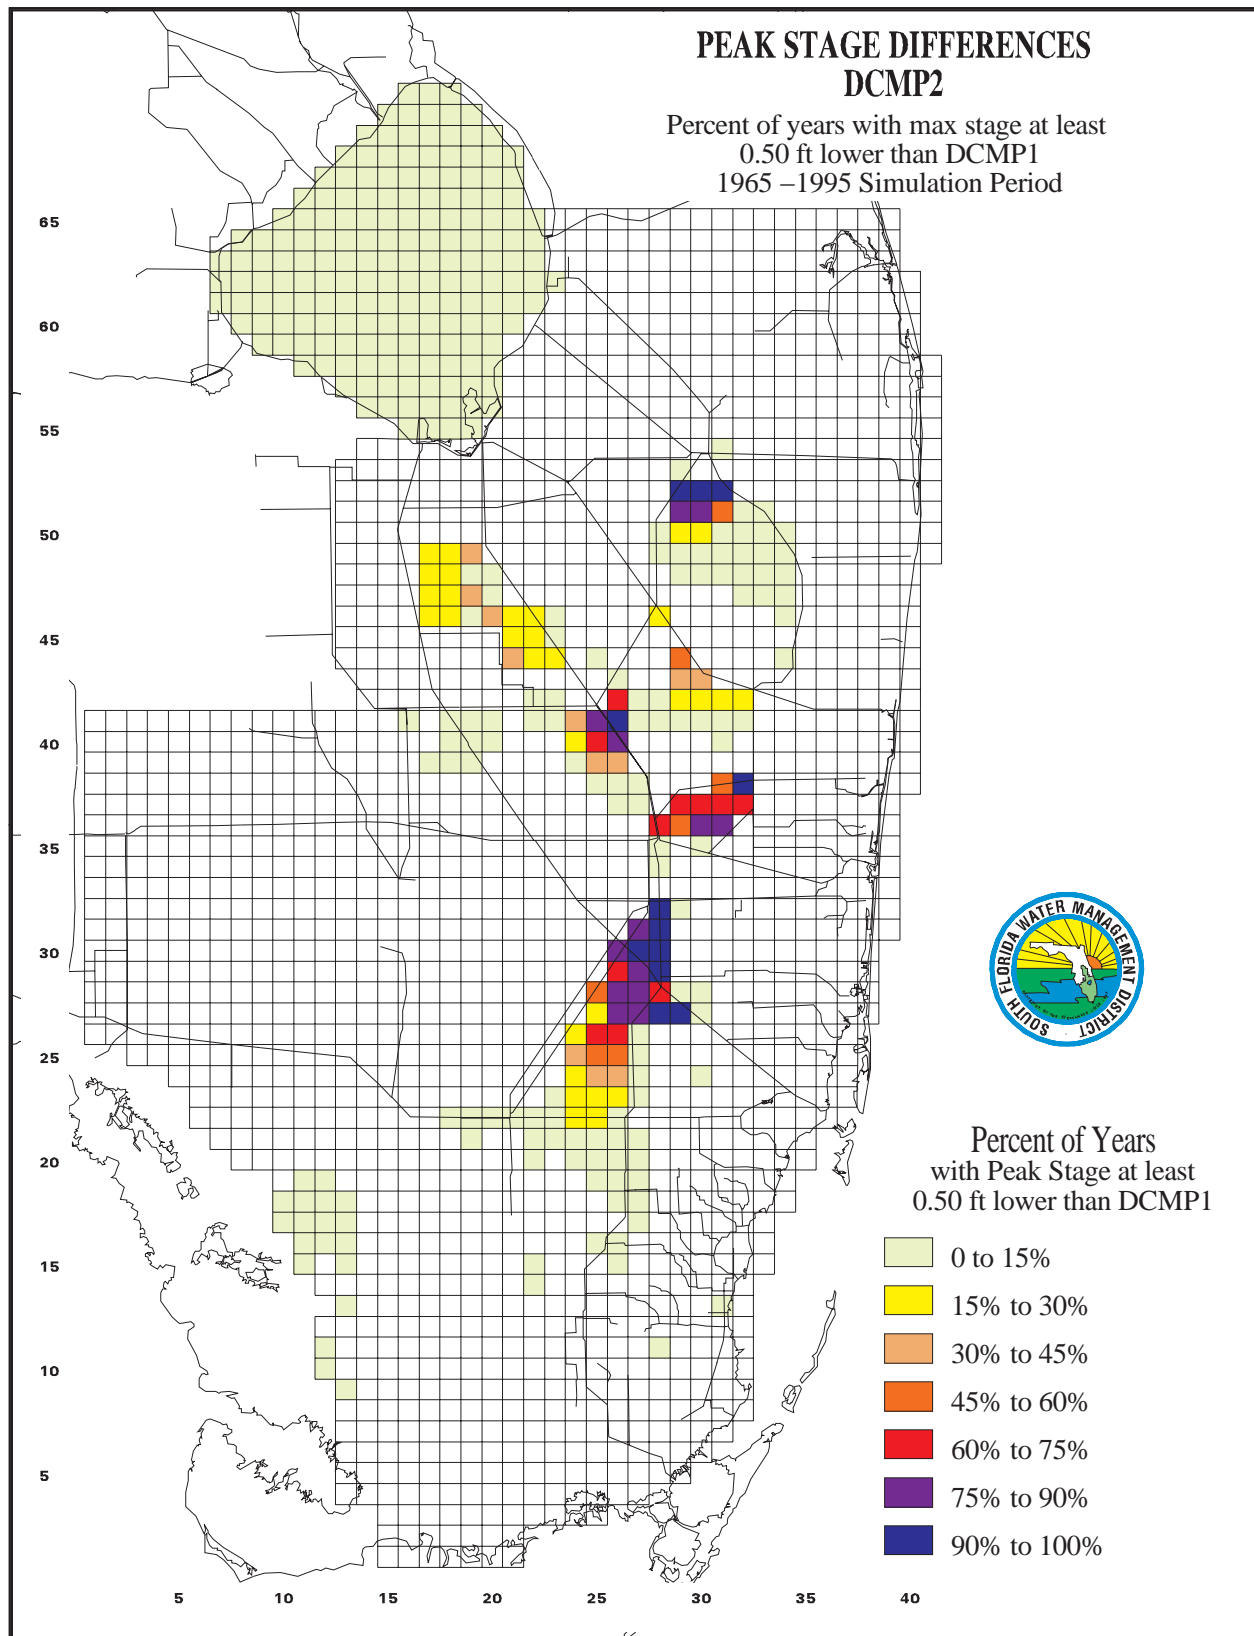 PEAK STAGE DIFFERENCES
DCMP2
Percent of years with max stage at least
0.50 ft lower than DCMP1
1965 –1995 Simulation Period
65
60
55
50
45
40
35
30
25
20
15
10
5
5
10
15
20
25
30
35
40
SOUTH FLORIDA WATER MANAGEMENT DISTRICT
Percent of Years
with Peak Stage at least
0.50 ft lower than DCMP1
0 to 15%
15% to 30%
30% to 45%
45% to 60%
60% to 75%
75% to 90%
90% to 100%